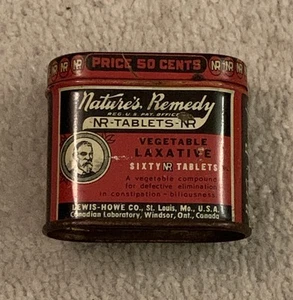 NR NR PRICE 50 CENTS NR NR
Nature's Remedy
REG. U.S. PAT. OFFICE
NR-TABLETS-NR
VEGETABLE
LAXATIVE
SIXTY NR TABLETS
A vegetable compound
for defective elimination
in constipation - biliousness
LEWIS-HOWE CO., St. Louis, Mo., U.S.A.
Canadian Laboratory, Windsor, Ont., Canada